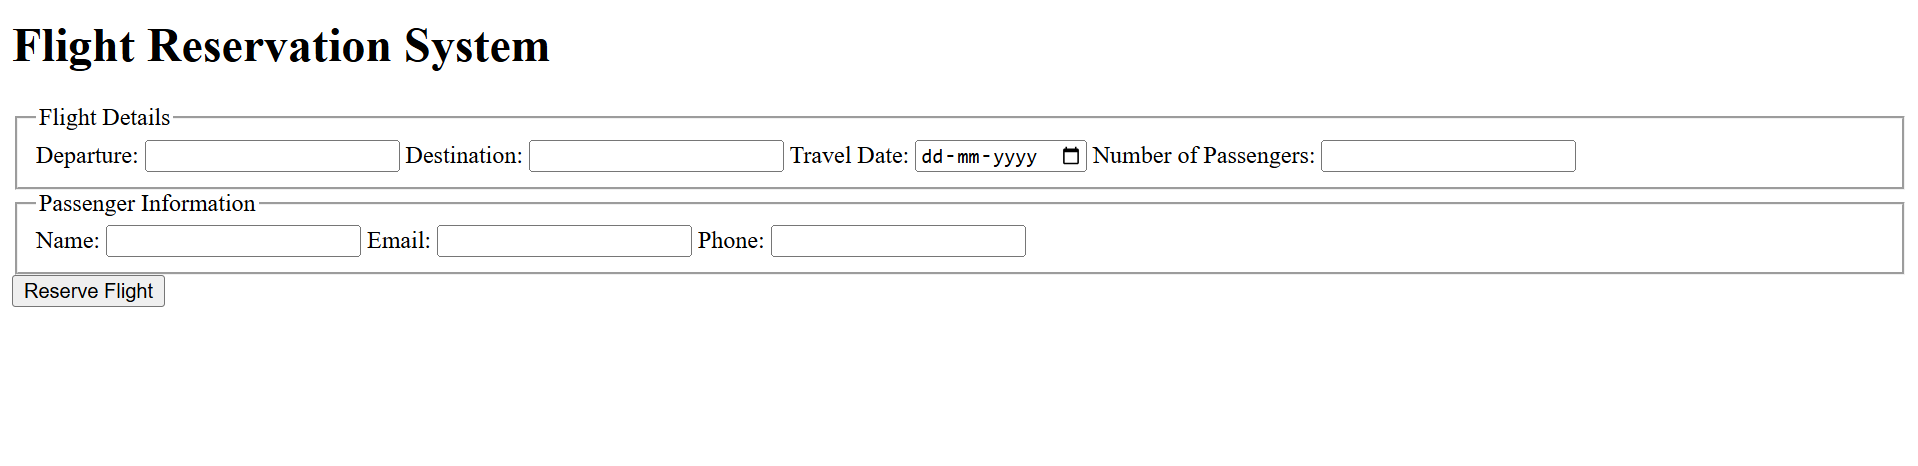 Flight Reservation System
Flight Details
Departure: Destination: Travel Date: dd-mm-yyyy Number of Passengers:
Passenger Information
Name: Email: Phone:
Reserve Flight